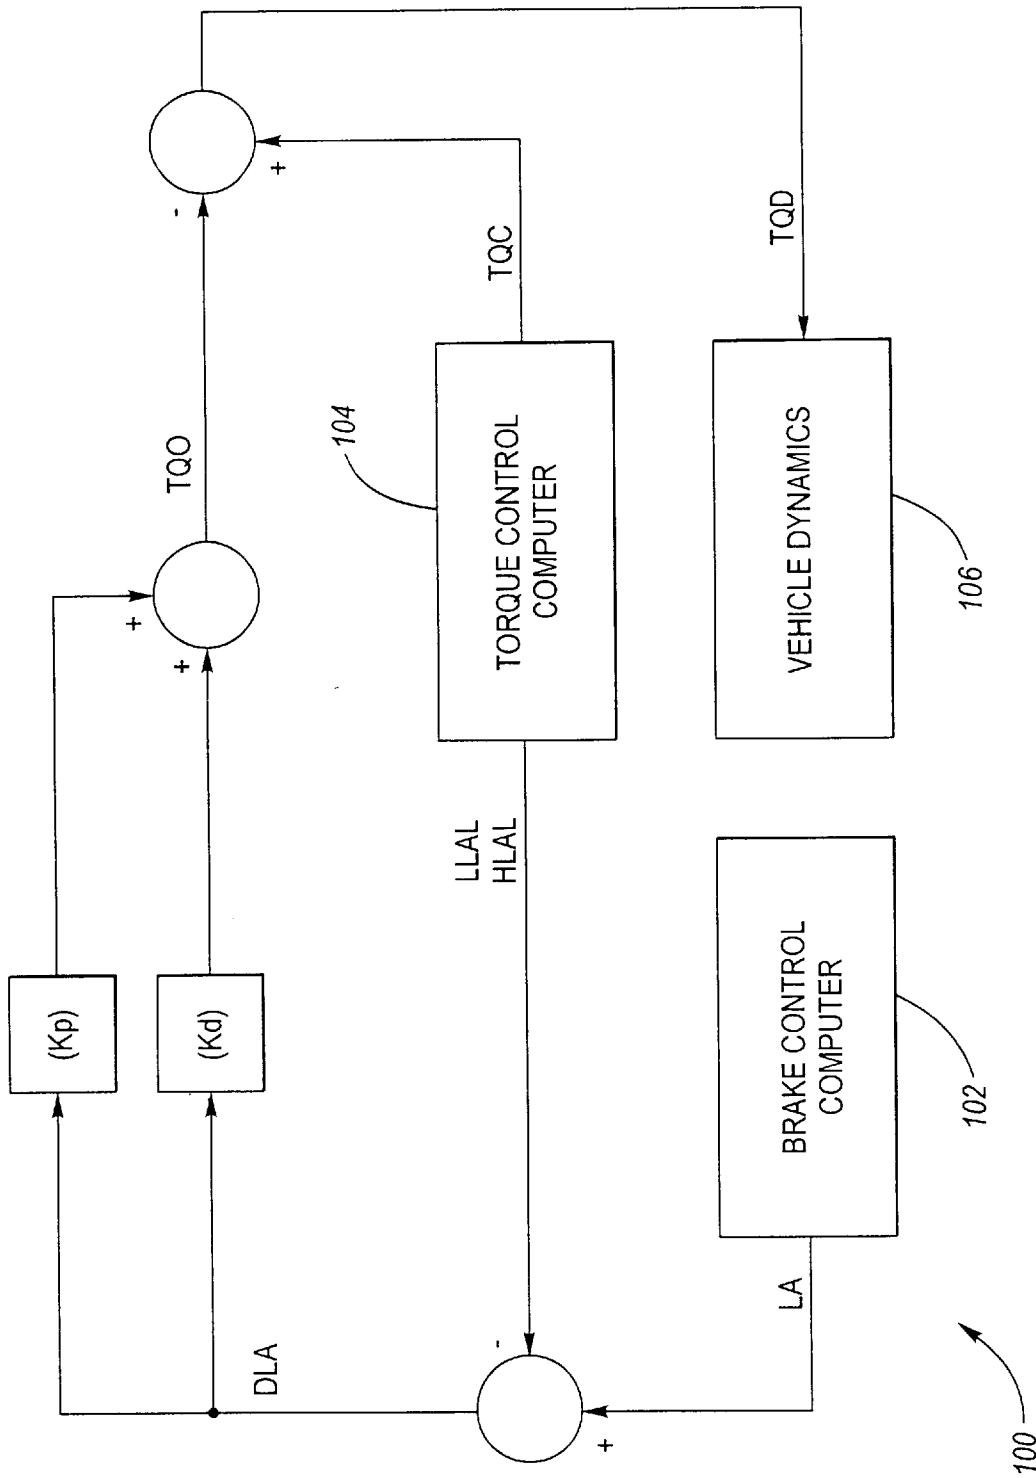 (Kp)
(Kd)
DLA
+
+
TQO
-
+
TQC
104
TORQUE CONTROL
COMPUTER
LLAL
HLAL
-
+
LA
BRAKE CONTROL
COMPUTER
102
VEHICLE DYNAMICS
106
TQD
100